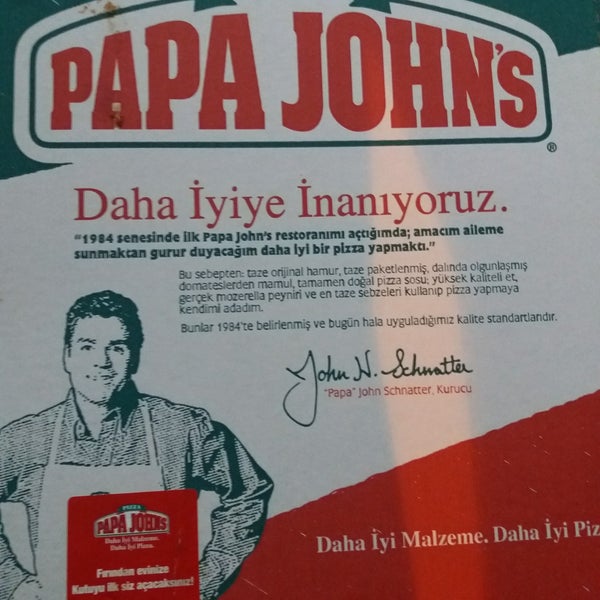 PAPA JOHN'S
®
Daha İyiye İnanıyoruz.
"1984 senesinde ilk Papa John's restoranımı açtığımda; amacım aileme
sunmaktan gurur duyacağım daha iyi bir pizza yapmaktı."
Bu sebepten: taze orijinal hamur, taze paketlenmiş, dalında olgunlaşmış
domateslerden mamul, tamamen doğal pizza sosu; yüksek kaliteli et,
gerçek mozerella peyniri ve en taze sebzeleri kullanıp pizza yapmaya
kendimi adadım.
Bunlar 1984'te belirlenmiş ve bugün hala uyguladığımız kalite standartlarıdır.
John H. Schnatter
"Papa" John Schnatter, Kurucu
PIZZA
PAPA JOHNS
Daha İyi Malzeme.
Daha İyi Pizza.
Fırından evinize
Kutuyu ilk siz açacaksınız!
Daha İyi Malzeme. Daha İyi Piz